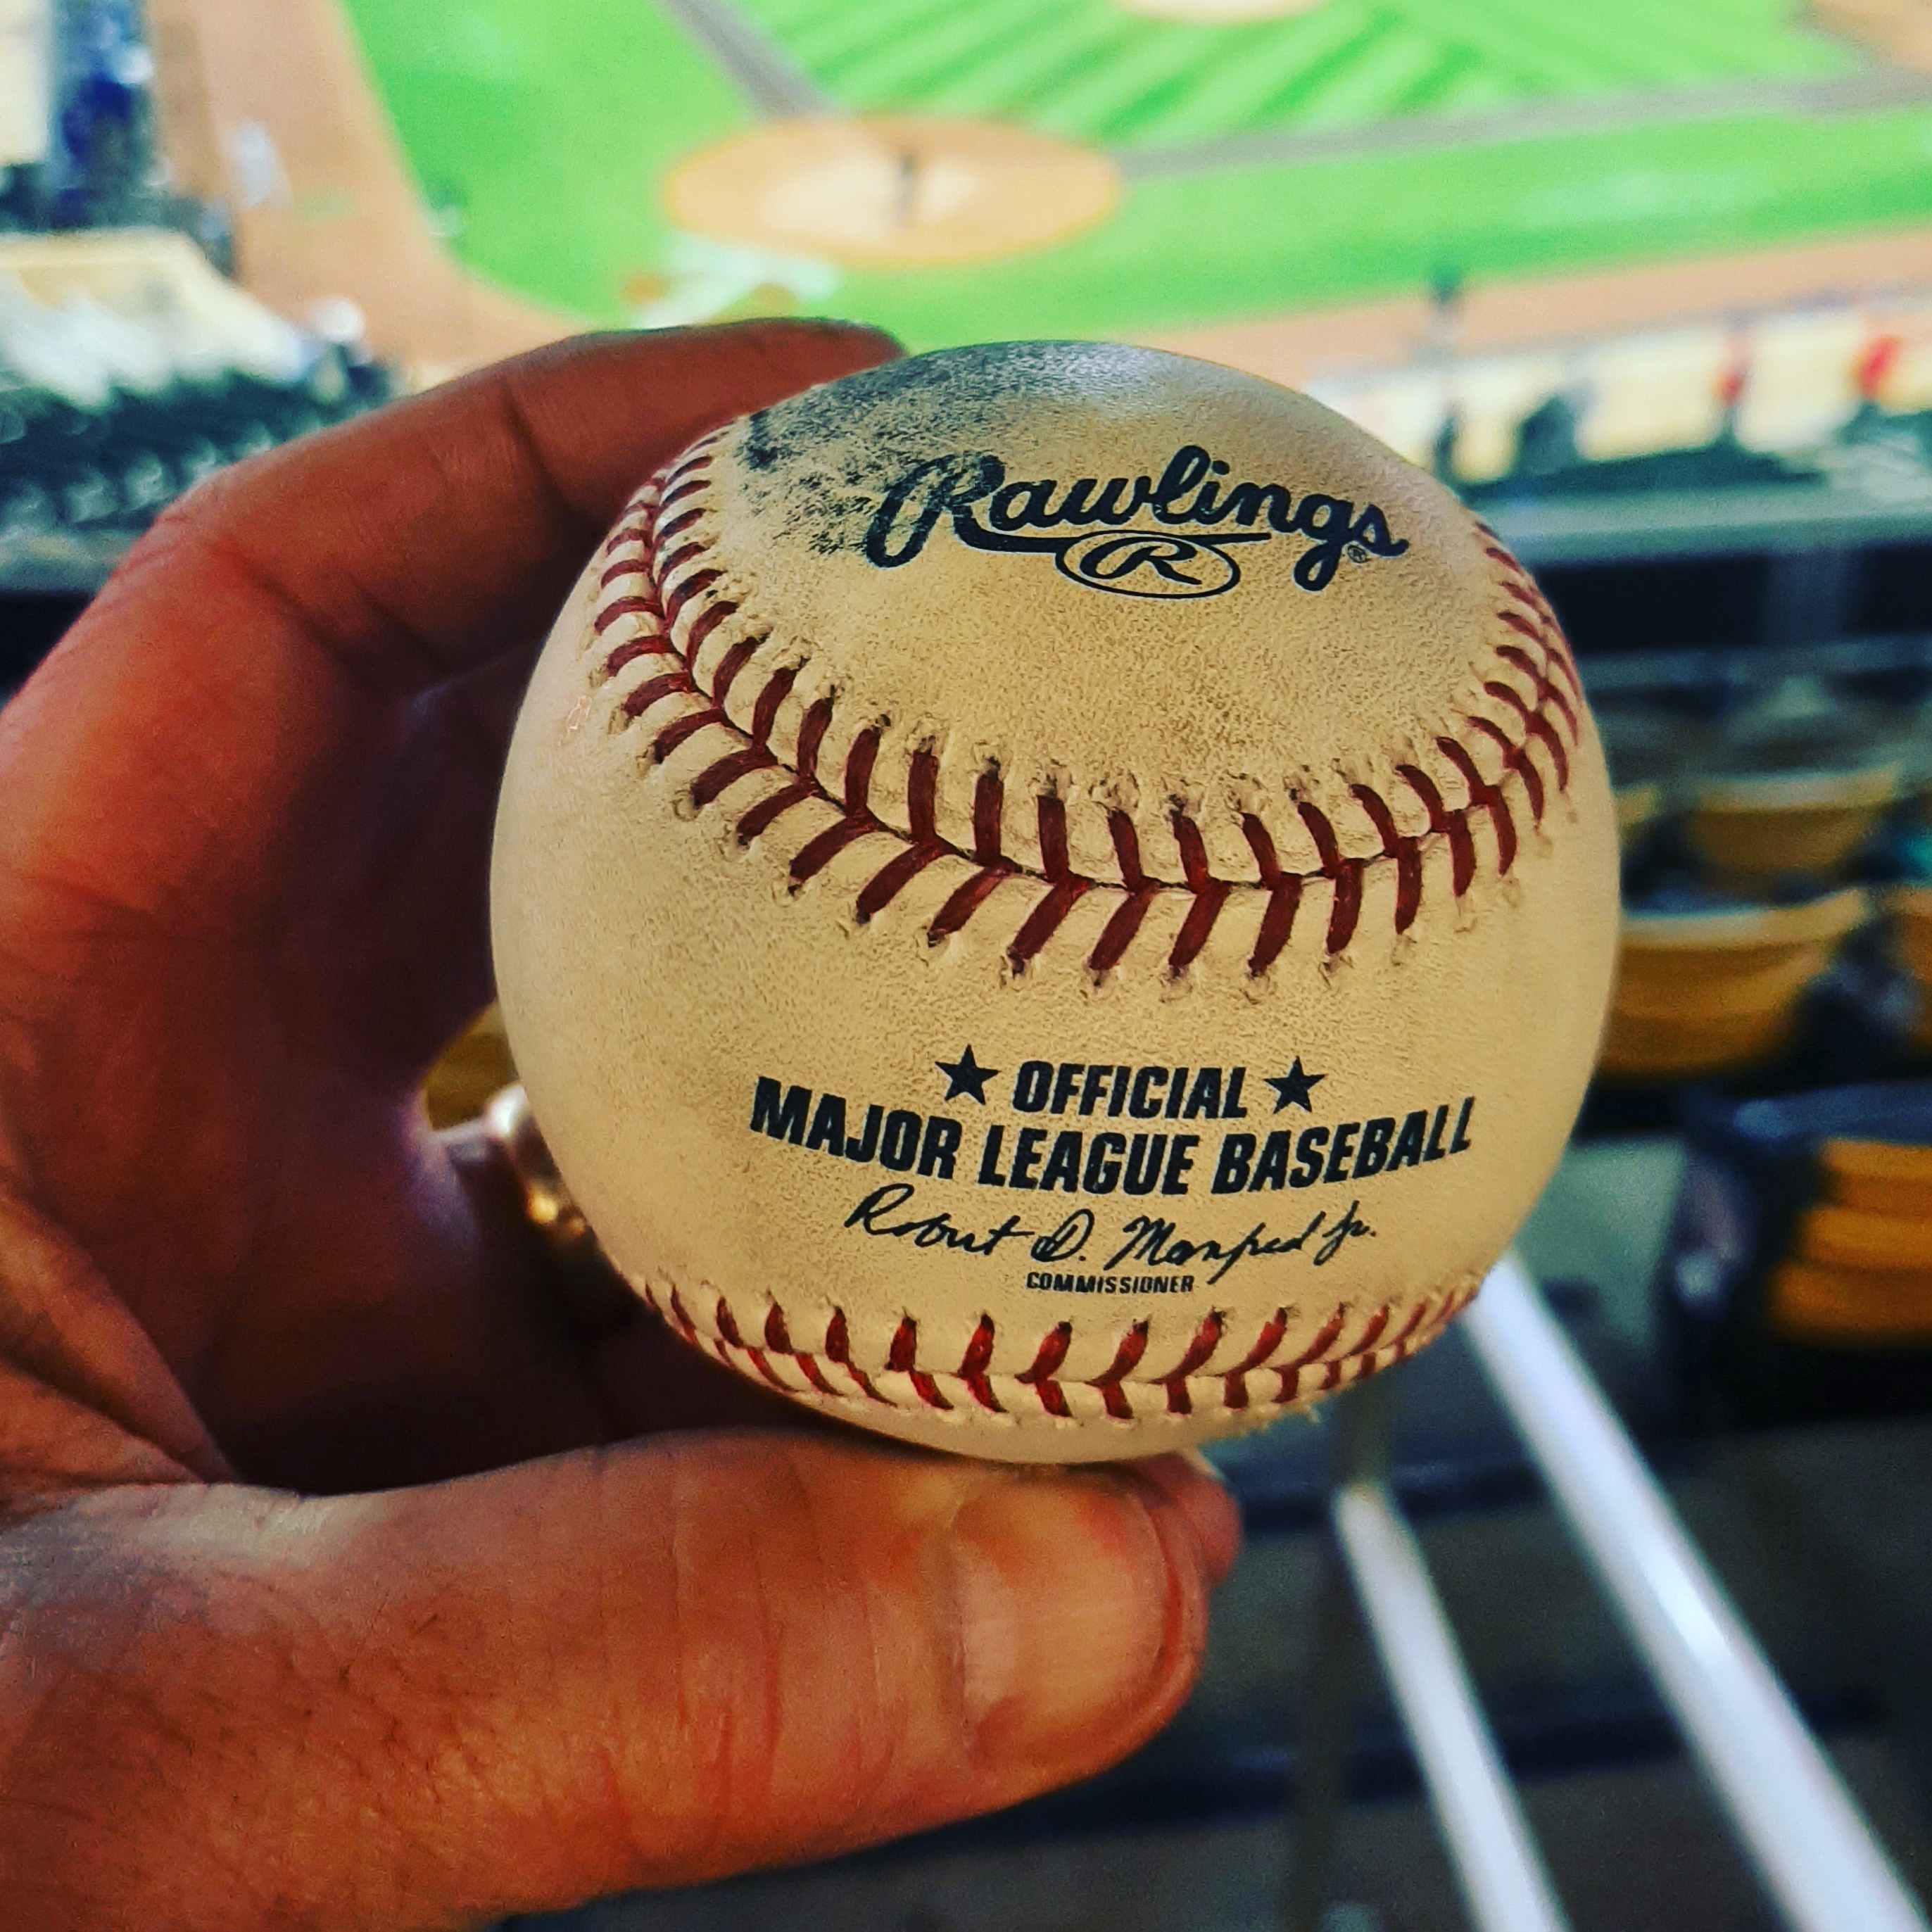 Rawlings®
R
★ OFFICIAL ★
MAJOR LEAGUE BASEBALL
Robert D. Manfred Jr.
COMMISSIONER